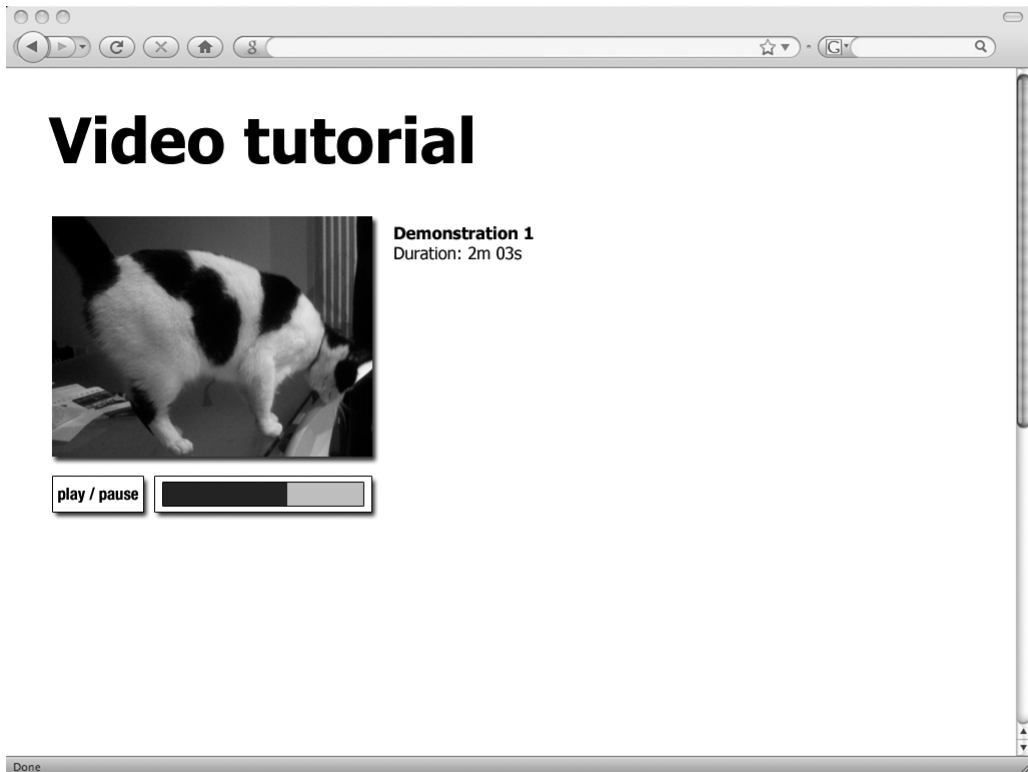 g
G
Video tutorial
Demonstration 1
Duration: 2m 03s
play / pause
Done